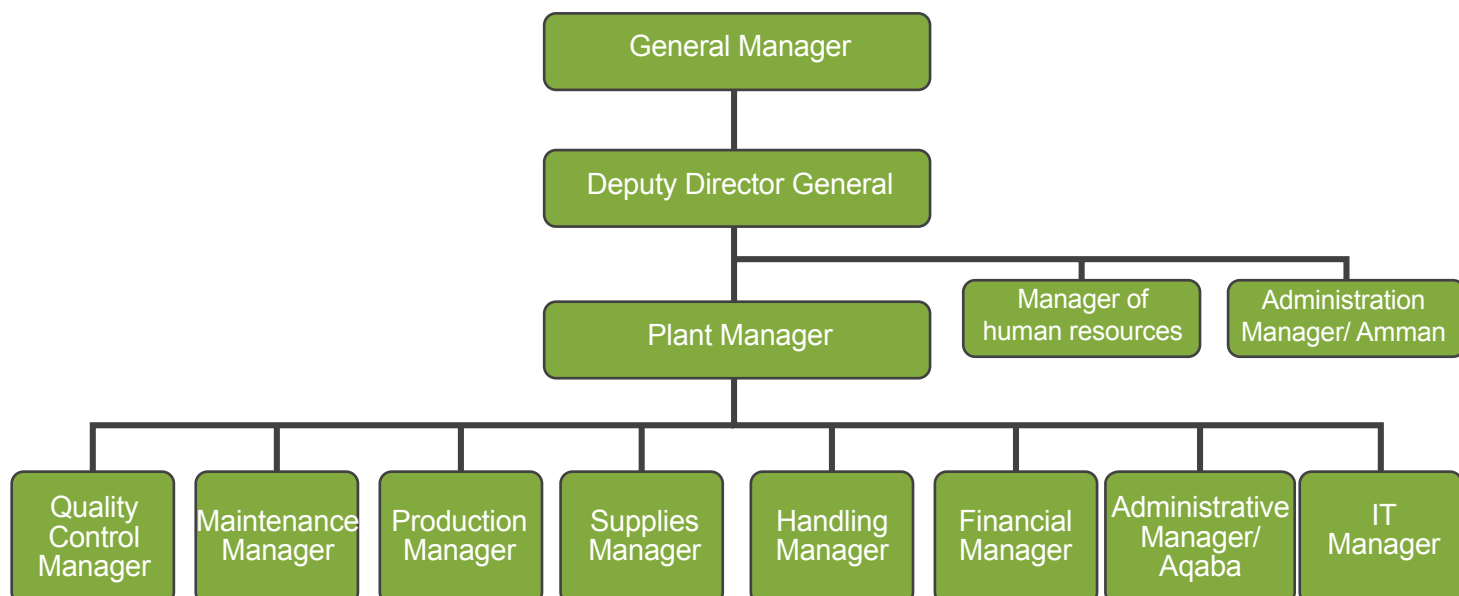 General Manager
Deputy Director General
Plant Manager
Manager of
human resources
Administration
Manager/ Amman
Quality
Control
Manager
Maintenance
Manager
Production
Manager
Supplies
Manager
Handling
Manager
Financial
Manager
Administrative
Manager/
Aqaba
IT
Manager